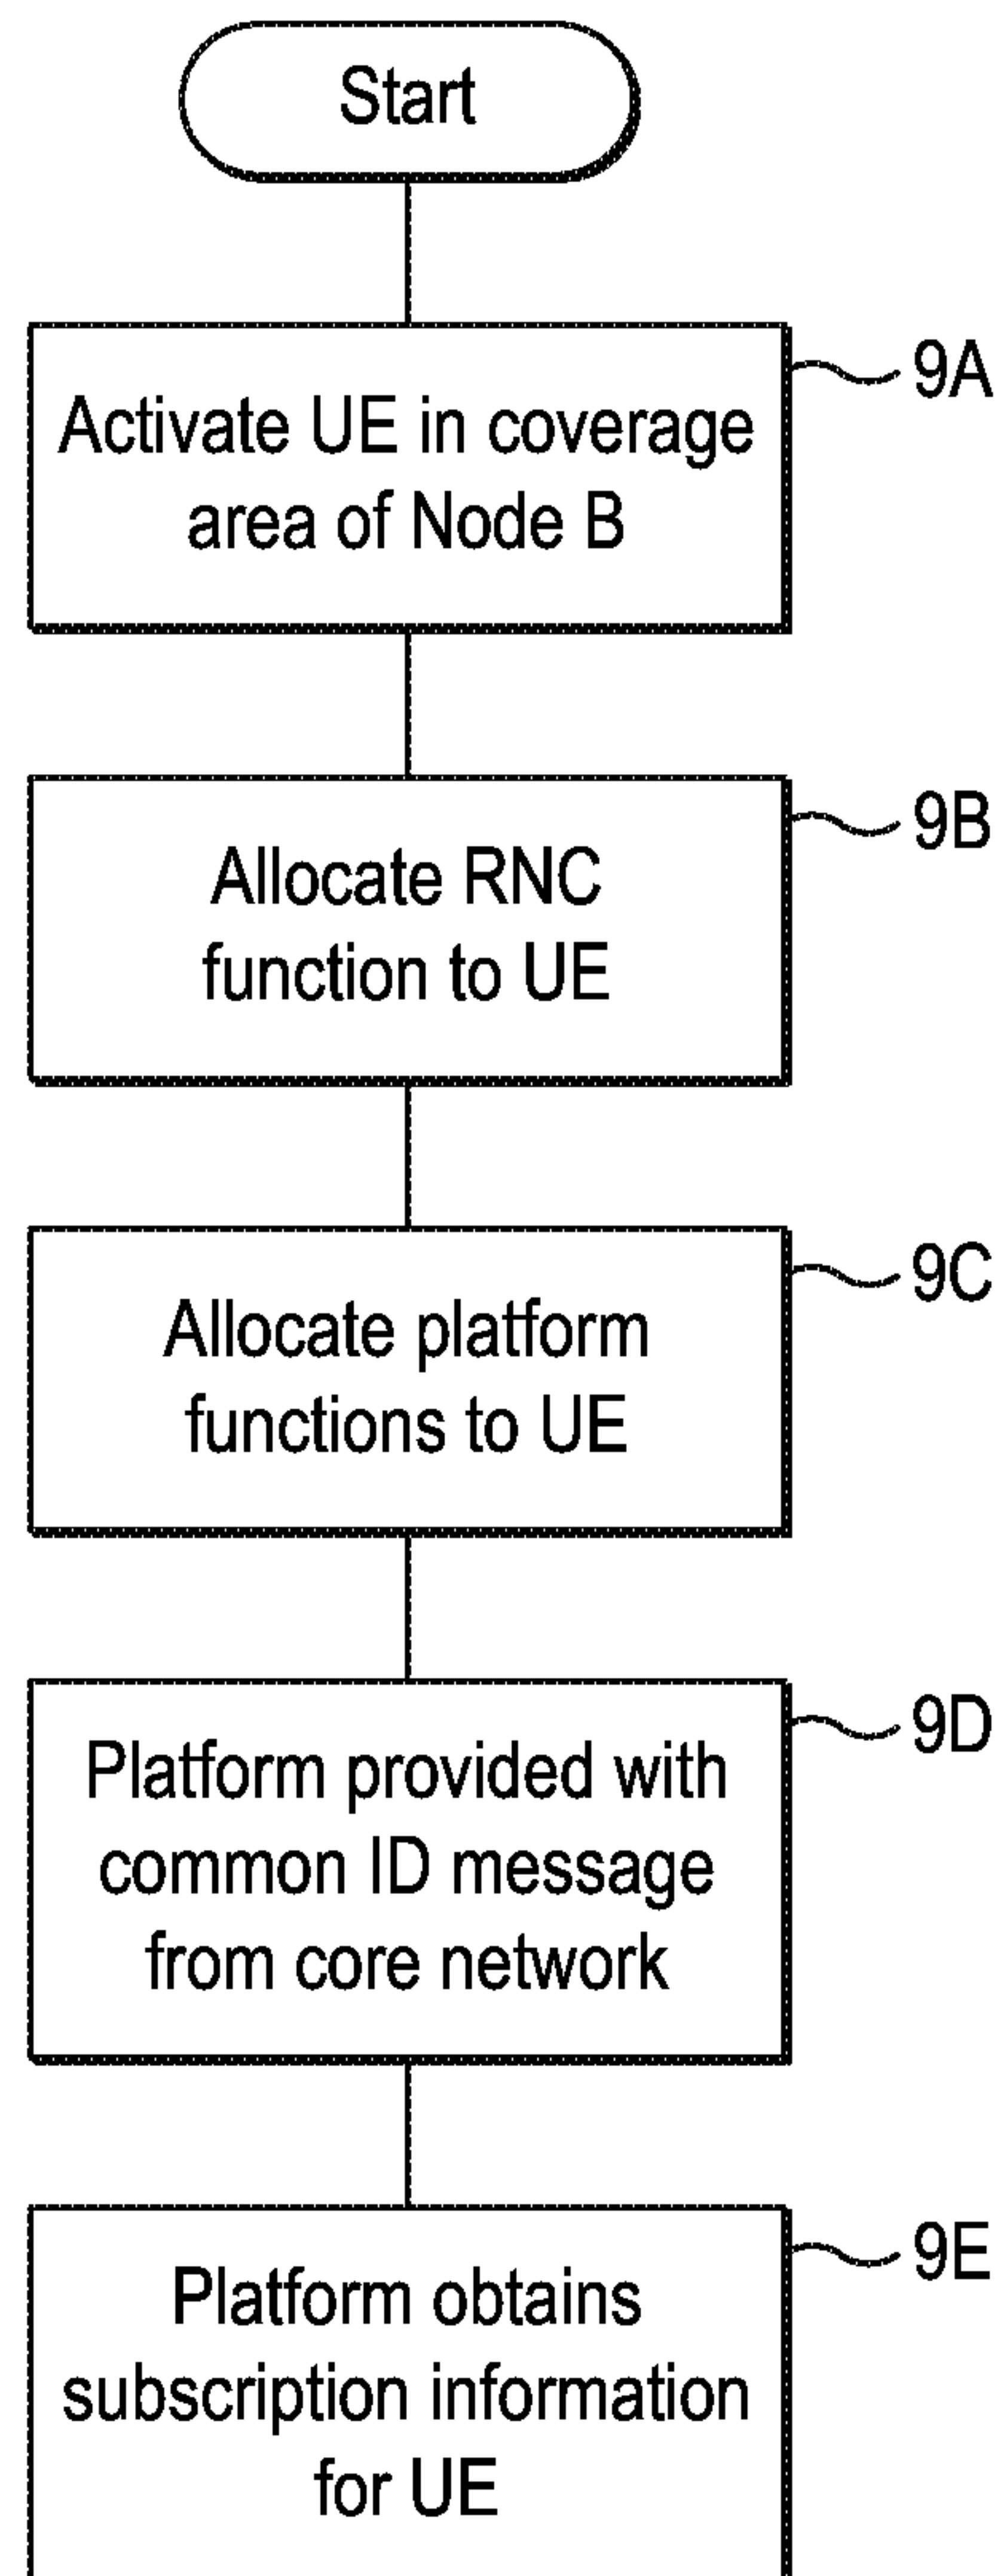 Start
9A
Activate UE in coverage
area of Node B
9B
Allocate RNC
function to UE
9C
Allocate platform
functions to UE
9D
Platform provided with
common ID message
from core network
9E
Platform obtains
subscription information
for UE